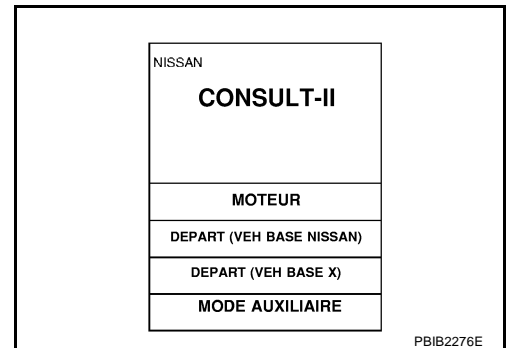 NISSAN
CONSULT-II
MOTEUR
DEPART (VEH BASE NISSAN)
DEPART (VEH BASE X)
MODE AUXILIAIRE
PBIB2276E